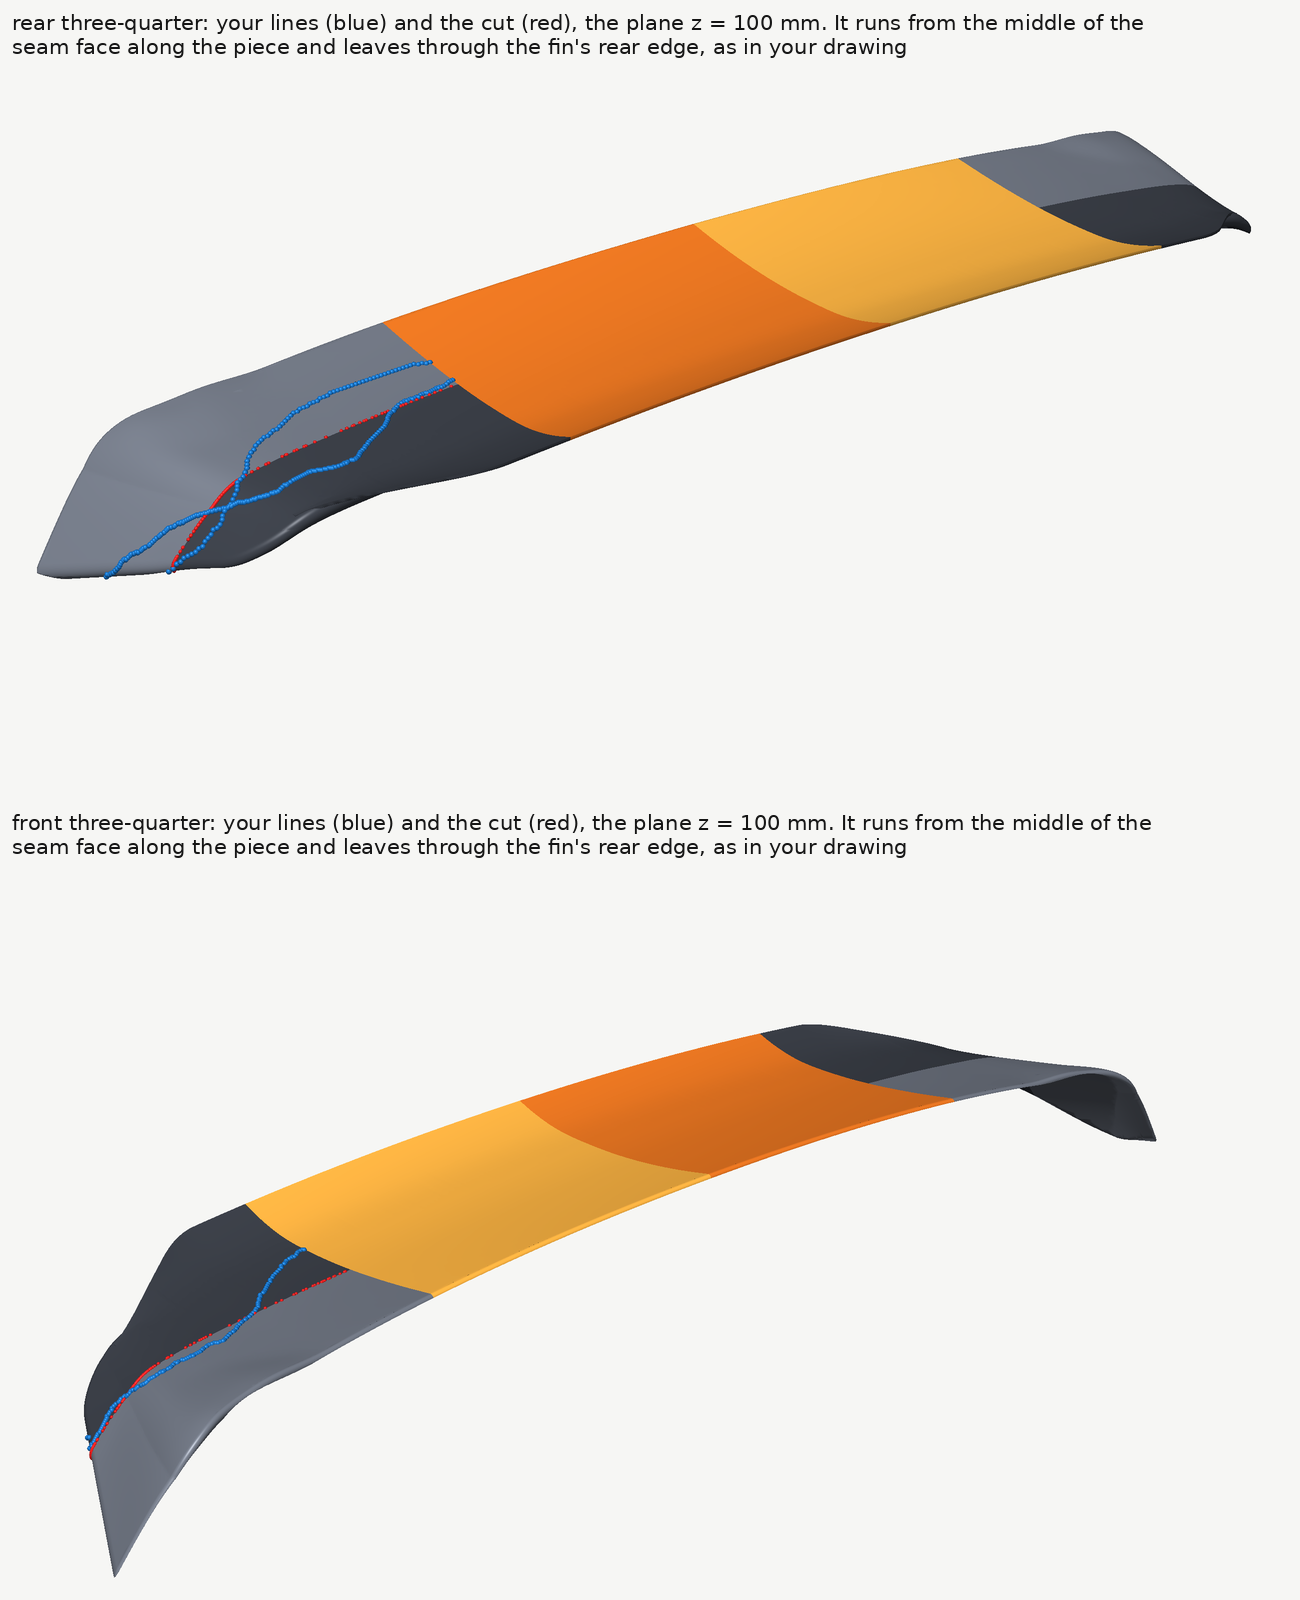 rear three-quarter: your lines (blue) and the cut (red), the plane z = 100 mm. It runs from the middle of the
seam face along the piece and leaves through the fin's rear edge, as in your drawing
front three-quarter: your lines (blue) and the cut (red), the plane z = 100 mm. It runs from the middle of the
seam face along the piece and leaves through the fin's rear edge, as in your drawing